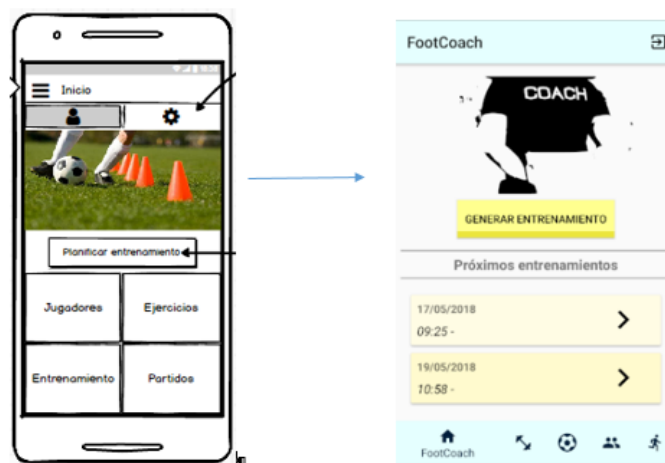 Inicio
Planificar entrenamiento
Jugadores Ejercicios
Entrenamiento Partidos
FootCoach
COACH
GENERAR ENTRENAMIENTO
Próximos entrenamientos
17/05/2018
09:25 -
19/05/2018
10:58 -
FootCoach